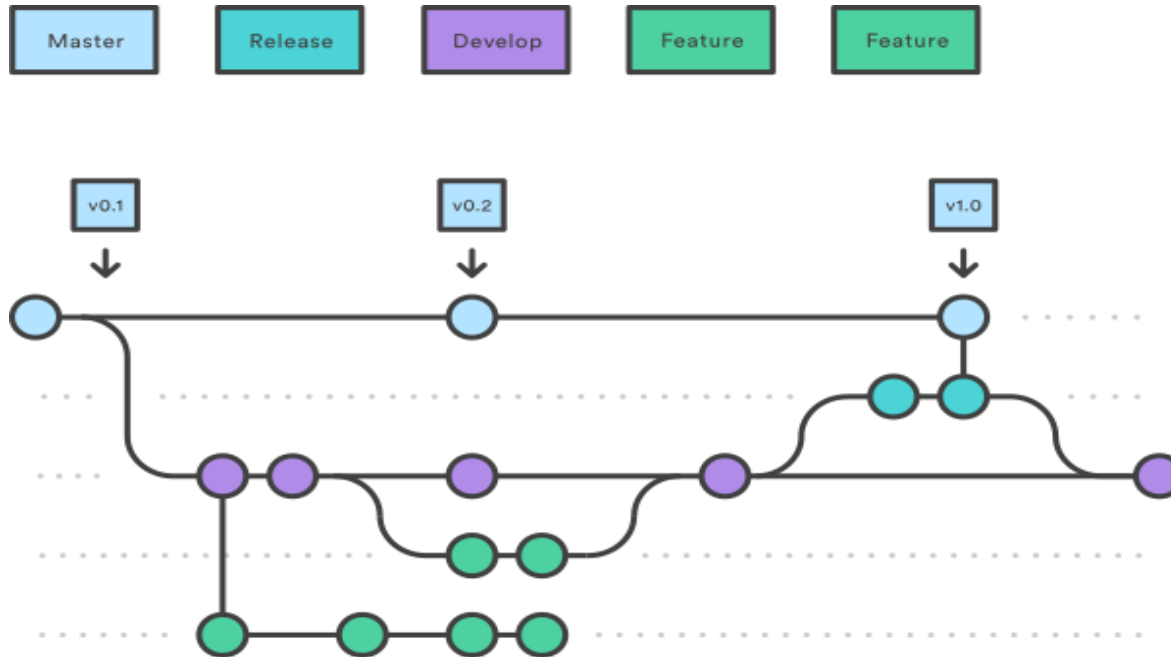 Master
Release
Develop
Feature
Feature
v0.1
v0.2
v1.0